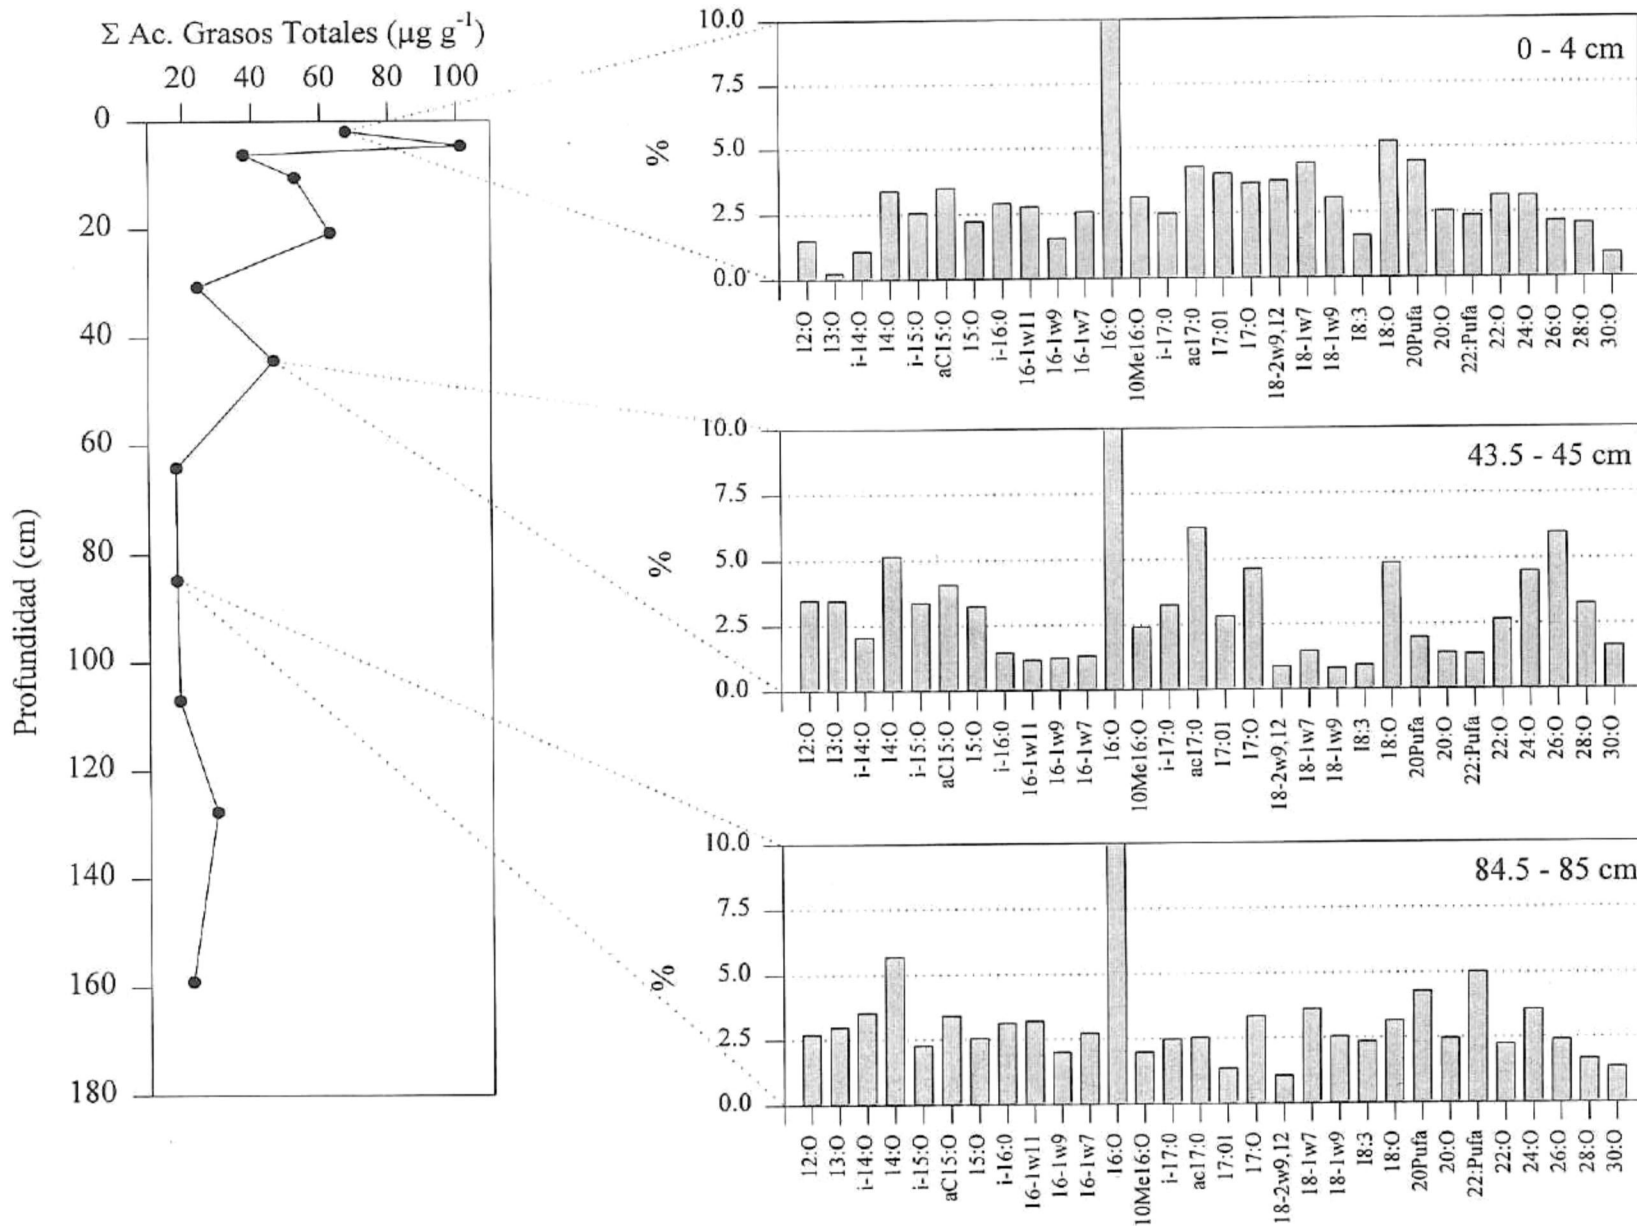 Σ Ac. Grasos Totales (µg g⁻¹)
20 40 60 80 100
Profundidad (cm)
0
20
40
60
80
100
120
140
160
180
0 - 4 cm
%
10.0
7.5
5.0
2.5
0.0
12:O
13:O
i-14:O
14:O
i-15:O
aC15:O
15:O
i-16:0
16-1w11
16-1w9
16-1w7
16:O
10Me16:O
i-17:0
ac17:0
17:01
17:O
18-2w9,12
18-1w7
18-1w9
18:3
18:O
20Pufa
20:O
22:Pufa
22:O
24:O
26:O
28:O
30:O
43.5 - 45 cm
%
10.0
7.5
5.0
2.5
0.0
12:O
13:O
i-14:O
14:O
i-15:O
aC15:O
15:O
i-16:0
16-1w11
16-1w9
16-1w7
16:O
10Me16:O
i-17:0
ac17:0
17:01
17:O
18-2w9,12
18-1w7
18-1w9
18:3
18:O
20Pufa
20:O
22:Pufa
22:O
24:O
26:O
28:O
30:O
84.5 - 85 cm
%
10.0
7.5
5.0
2.5
0.0
12:O
13:O
i-14:O
14:O
i-15:O
aC15:O
15:O
i-16:0
16-1w11
16-1w9
16-1w7
16:O
10Me16:O
i-17:0
ac17:0
17:01
17:O
18-2w9,12
18-1w7
18-1w9
18:3
18:O
20Pufa
20:O
22:Pufa
22:O
24:O
26:O
28:O
30:O